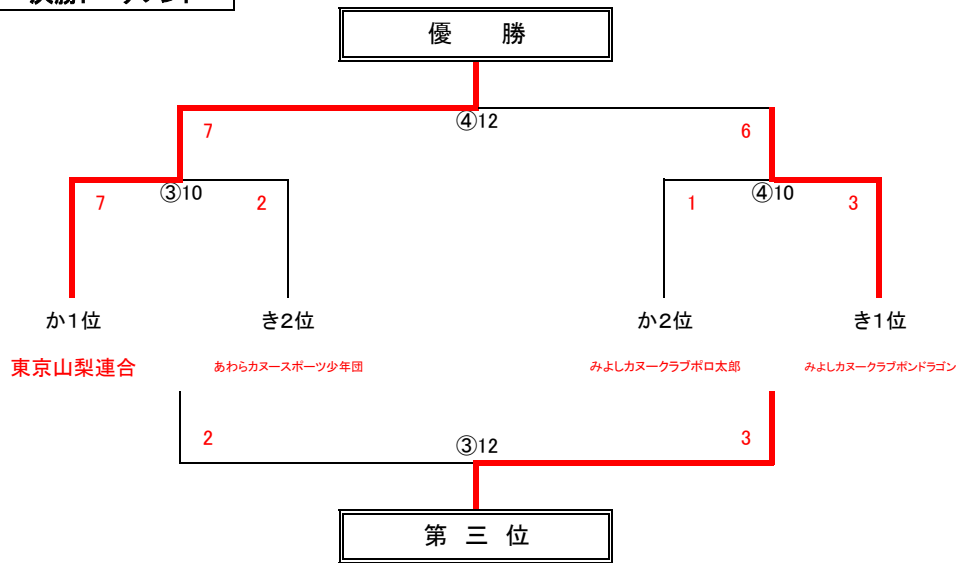 優 勝
7 ④12 6
7 ③10 2 1 ④10 3
か1位 き2位 か2位 き1位
東京山梨連合 あわらカヌースポーツ少年団 みよしカヌークラブポロ太郎 みよしカヌークラブポンドラゴン
2 ③12 3
第 三 位